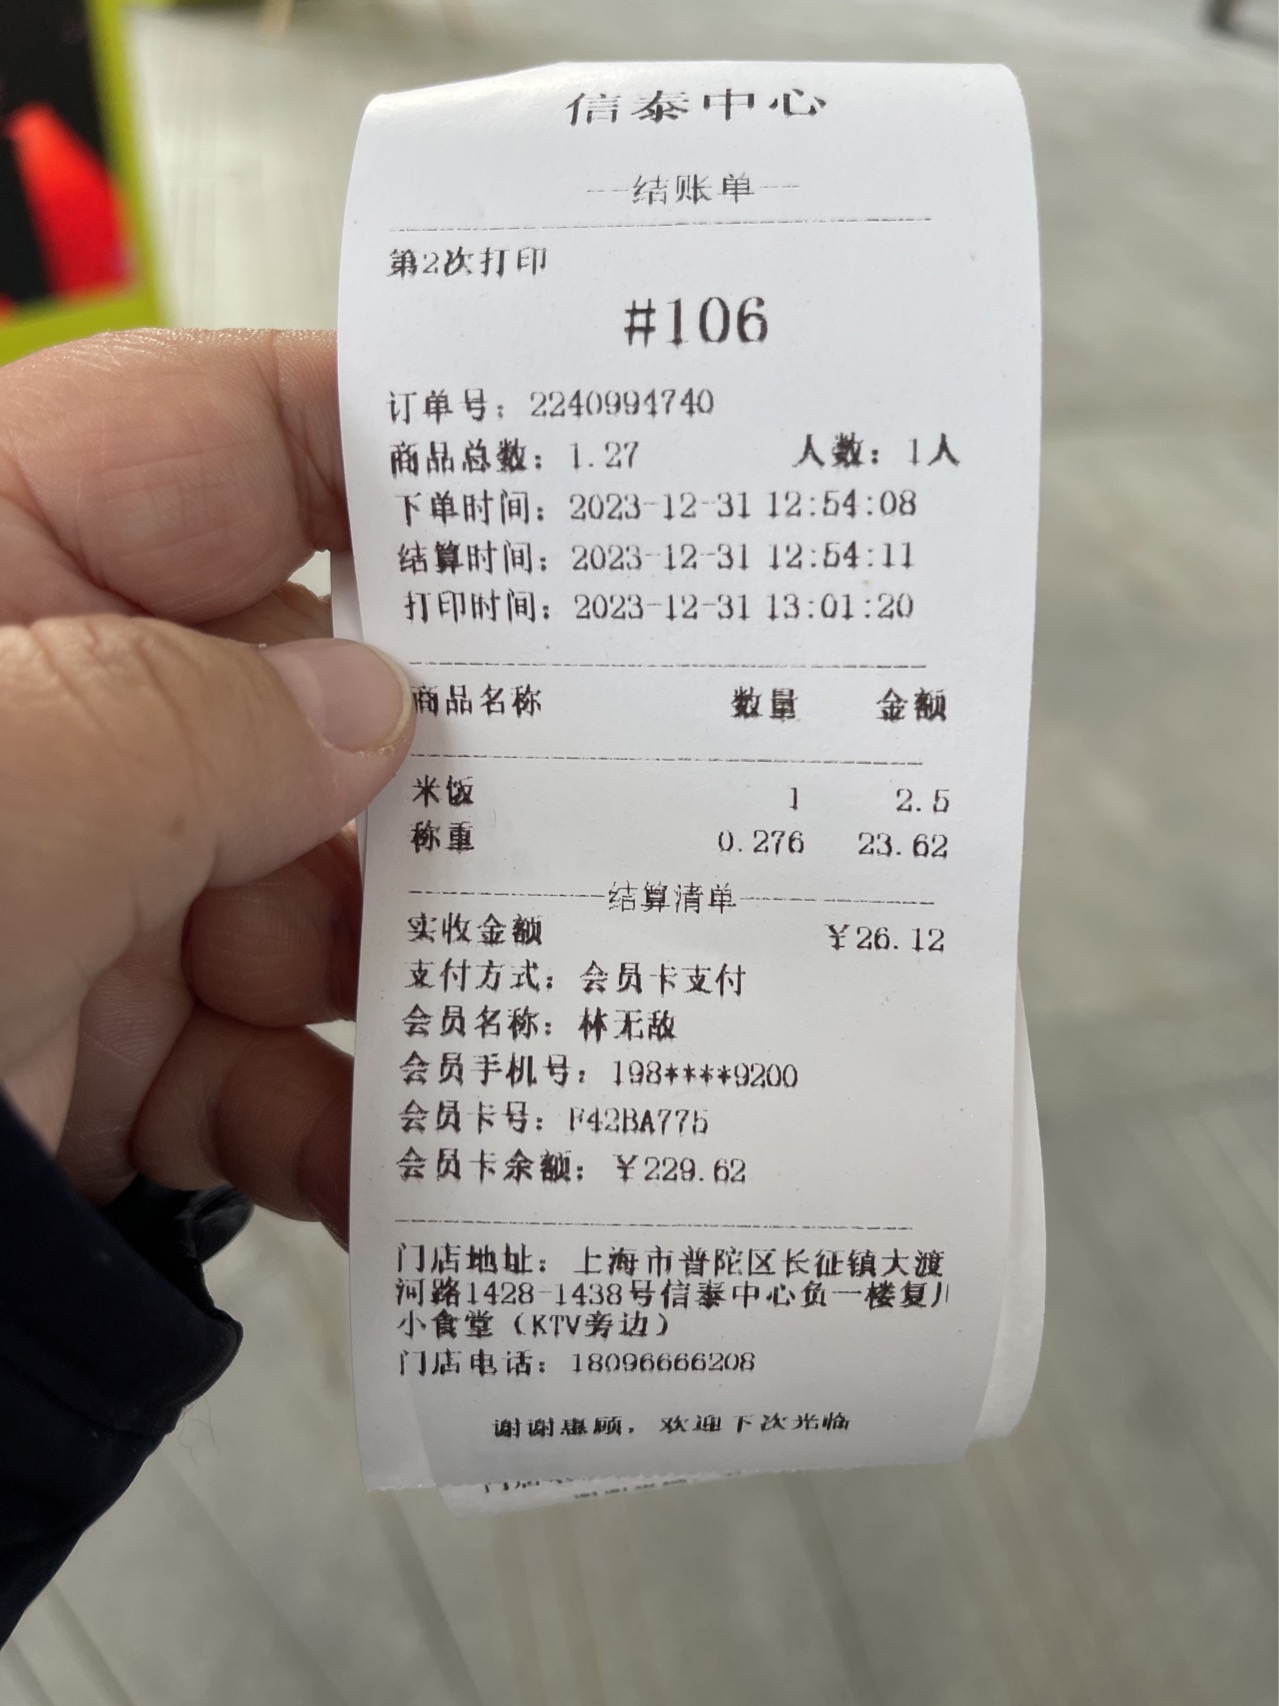 信泰中心
---结账单---
第2次打印
#106
订单号：2240994740
商品总数：1.27 人数：1人
下单时间：2023-12-31 12:54:08
结算时间：2023-12-31 12:54:11
打印时间：2023-12-31 13:01:20
商品名称 数量 金额
米饭 1 2.5
称重 0.276 23.62
结算清单
实收金额 ￥26.12
支付方式：会员卡支付
会员名称：林无敌
会员手机号：198****9200
会员卡号：F42BA775
会员卡余额：￥229.62
门店地址：上海市普陀区长征镇大渡
河路1428-1438号信泰中心负一楼复
小食堂（KTV旁边）
门店电话：18096666208
谢谢惠顾，欢迎下次光临